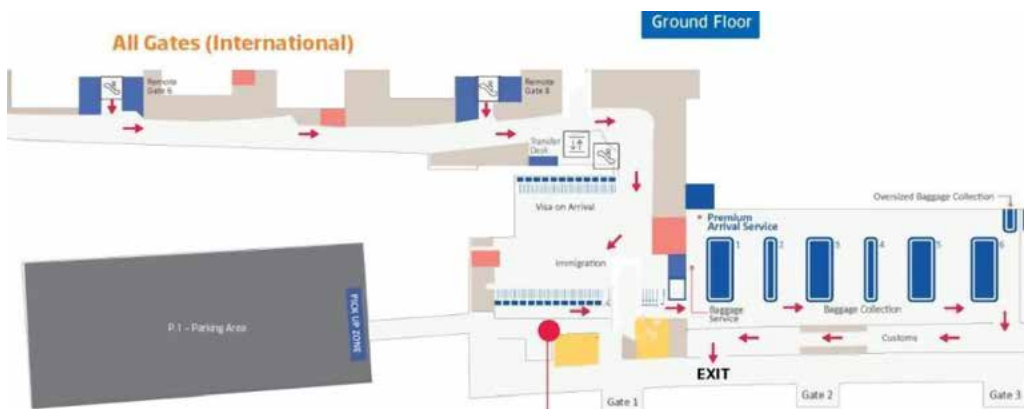 Ground Floor
All Gates (International)
Remote
Gate 6
Remote
Gate 8
Transfer
Desk
Visa on Arrival
Oversized Baggage Collection
Premium
Arrival Service
1
2
3
4
5
6
Immigration
Baggage
Service
Baggage Collection
P.1 - Parking Area
PICK UP ZONE
Customs
EXIT
Gate 1
Gate 2
Gate 3